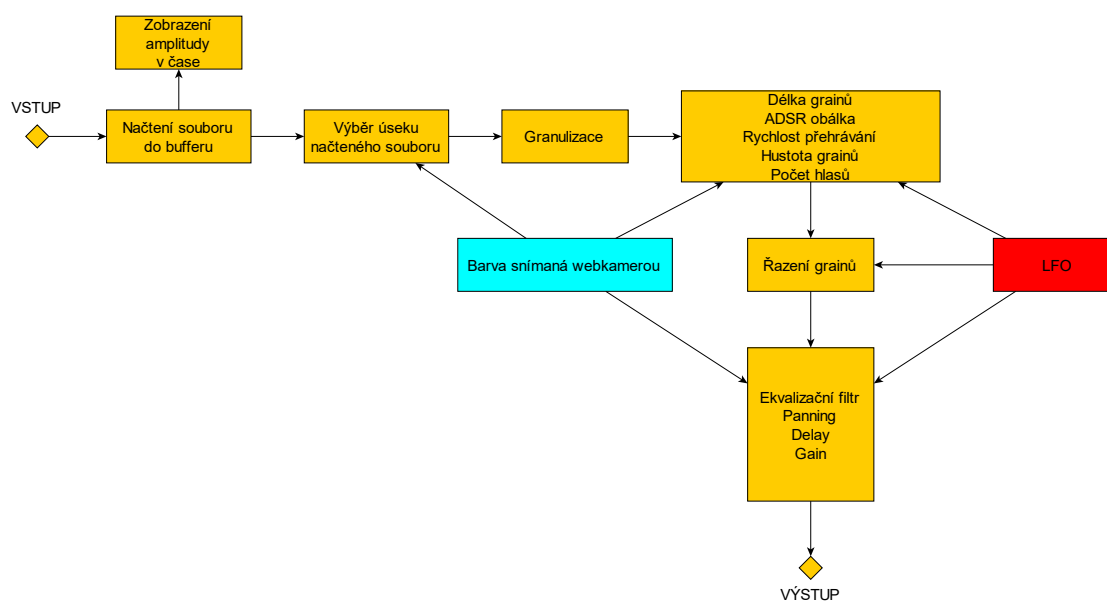 Zobrazení
amplitudy
v čase
VSTUP
Načtení souboru
do bufferu
Výběr úseku
načteného souboru
Granulizace
Délka grainů
ADSR obálka
Rychlost přehrávání
Hustota grainů
Počet hlasů
Barva snímaná webkamerou
Řazení grainů
LFO
Ekvalizační filtr
Panning
Delay
Gain
VÝSTUP